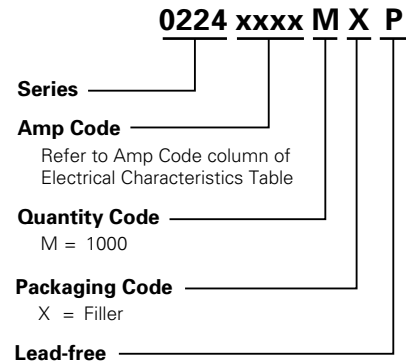 0224 xxxx M X P
Series
Amp Code
Refer to Amp Code column of
Electrical Characteristics Table
Quantity Code
M = 1000
Packaging Code
X = Filler
Lead-free